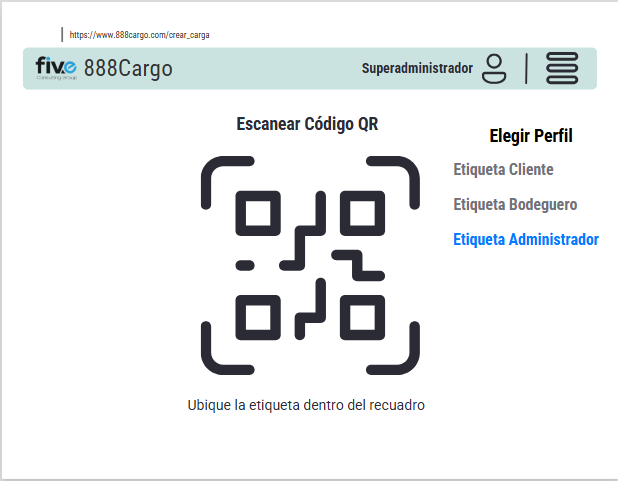 https://www.888cargo.com/crear_carga
five
Consulting Group
888Cargo
Superadministrador
Escanear Código QR
Elegir Perfil
Etiqueta Cliente
Etiqueta Bodeguero
Etiqueta Administrador
Ubique la etiqueta dentro del recuadro